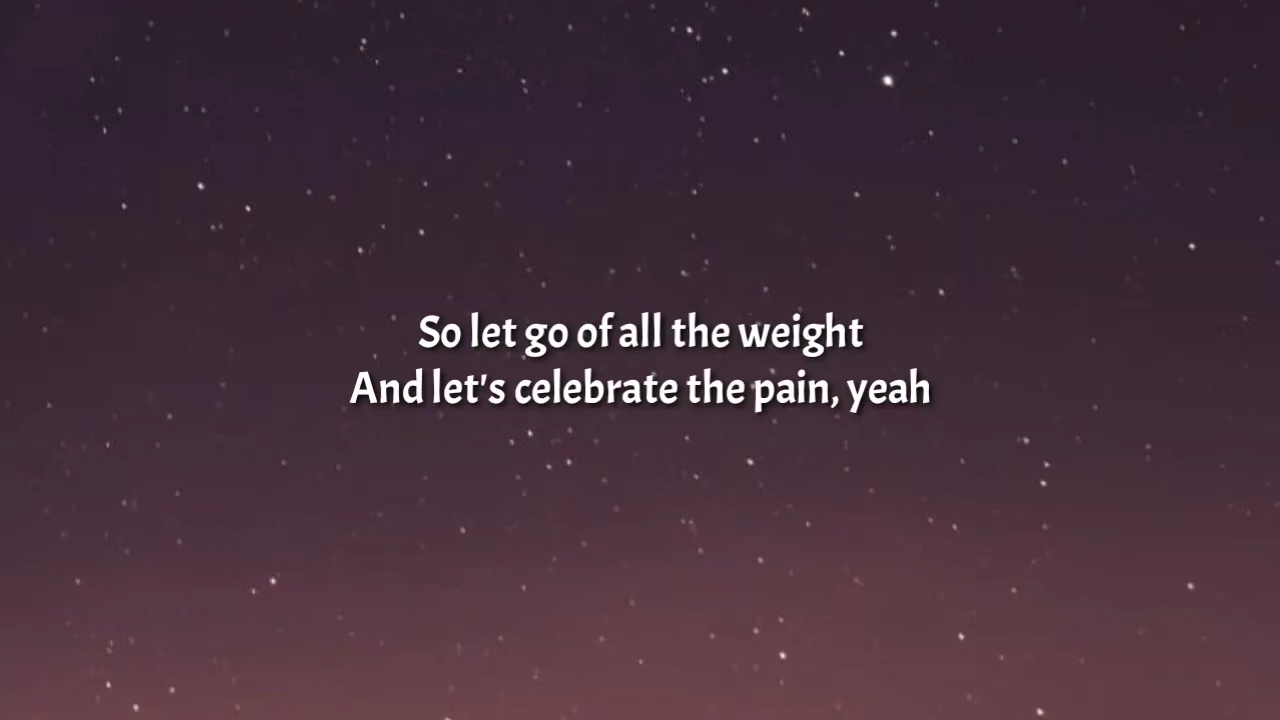 So let go of all the weight
And let's celebrate the pain, yeah